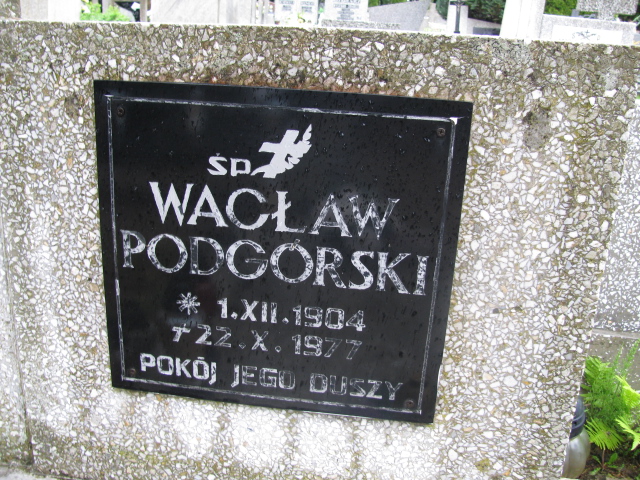 ŚP
WACŁAW
PODGÓRSKI
* 1.XII.1904
✝ 22.X.1977
POKÓJ JEGO DUSZY